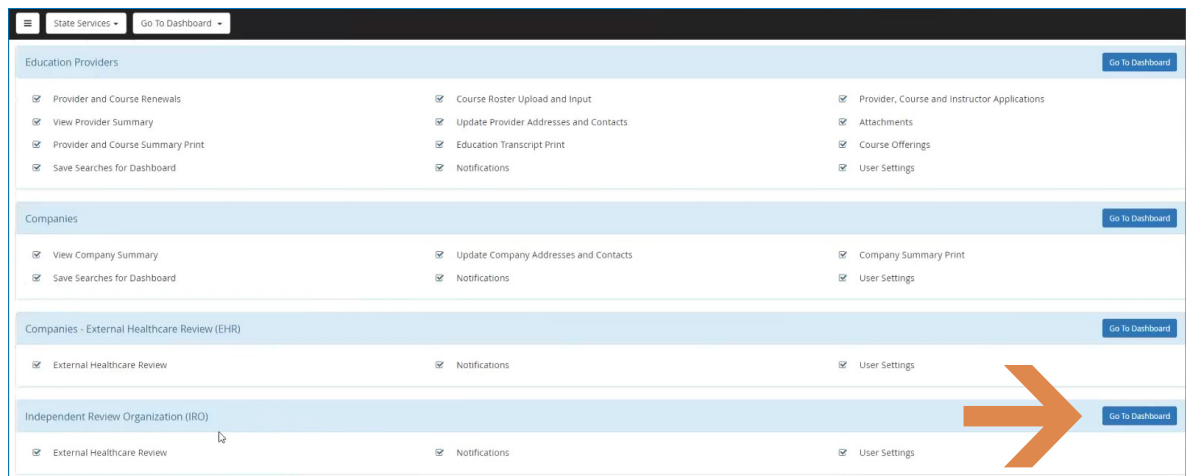 State Services Go To Dashboard
Education Providers Go To Dashboard
Provider and Course Renewals Course Roster Upload and Input Provider, Course and Instructor Applications
View Provider Summary Update Provider Addresses and Contacts Attachments
Provider and Course Summary Print Education Transcript Print Course Offerings
Save Searches for Dashboard Notifications User Settings
Companies Go To Dashboard
View Company Summary Update Company Addresses and Contacts Company Summary Print
Save Searches for Dashboard Notifications User Settings
Companies - External Healthcare Review (EHR) Go To Dashboard
External Healthcare Review Notifications User Settings
Independent Review Organization (IRO) Go To Dashboard
External Healthcare Review Notifications User Settings